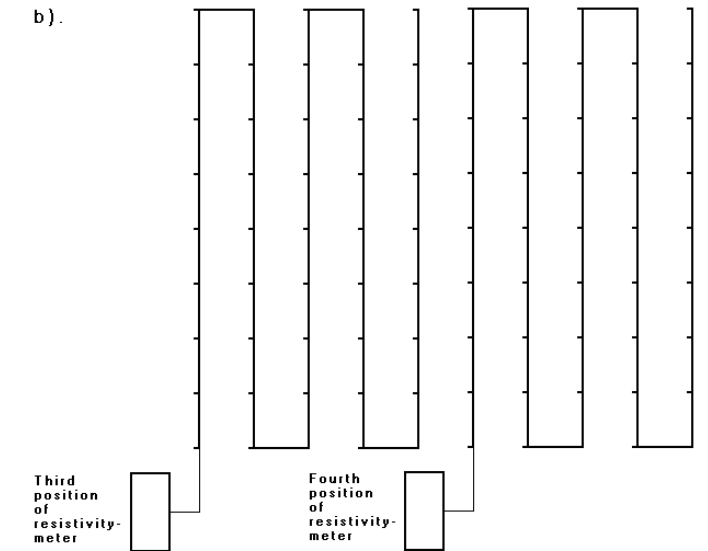 b).
Third
position
of
resistivity-
meter
Fourth
position
of
resistivity-
meter